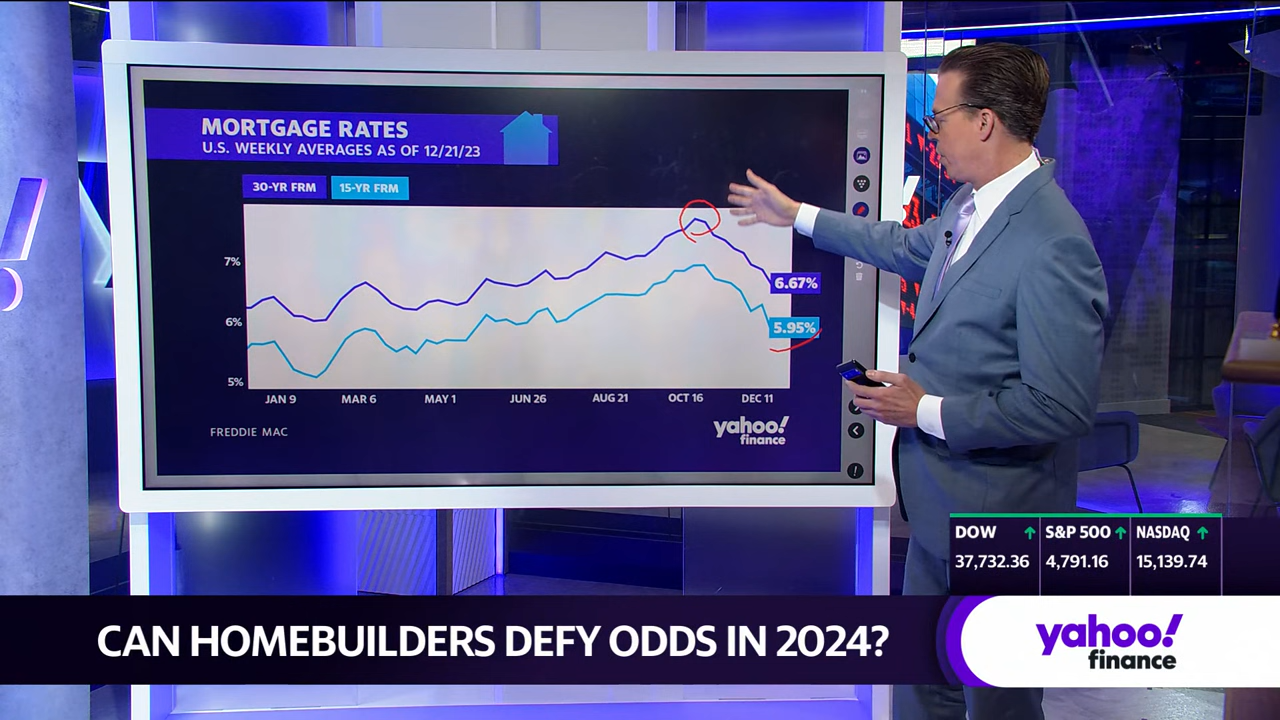 MORTGAGE RATES
U.S. WEEKLY AVERAGES AS OF 12/21/23
30-YR FRM 15-YR FRM
7%
6%
5%
6.67%
5.95%
JAN 9 MAR 6 MAY 1 JUN 26 AUG 21 OCT 16 DEC 11
FREDDIE MAC
yahoo!
finance
DOW S&P 500 NASDAQ
37,732.36 4,791.16 15,139.74
CAN HOMEBUILDERS DEFY ODDS IN 2024?
yahoo!
finance